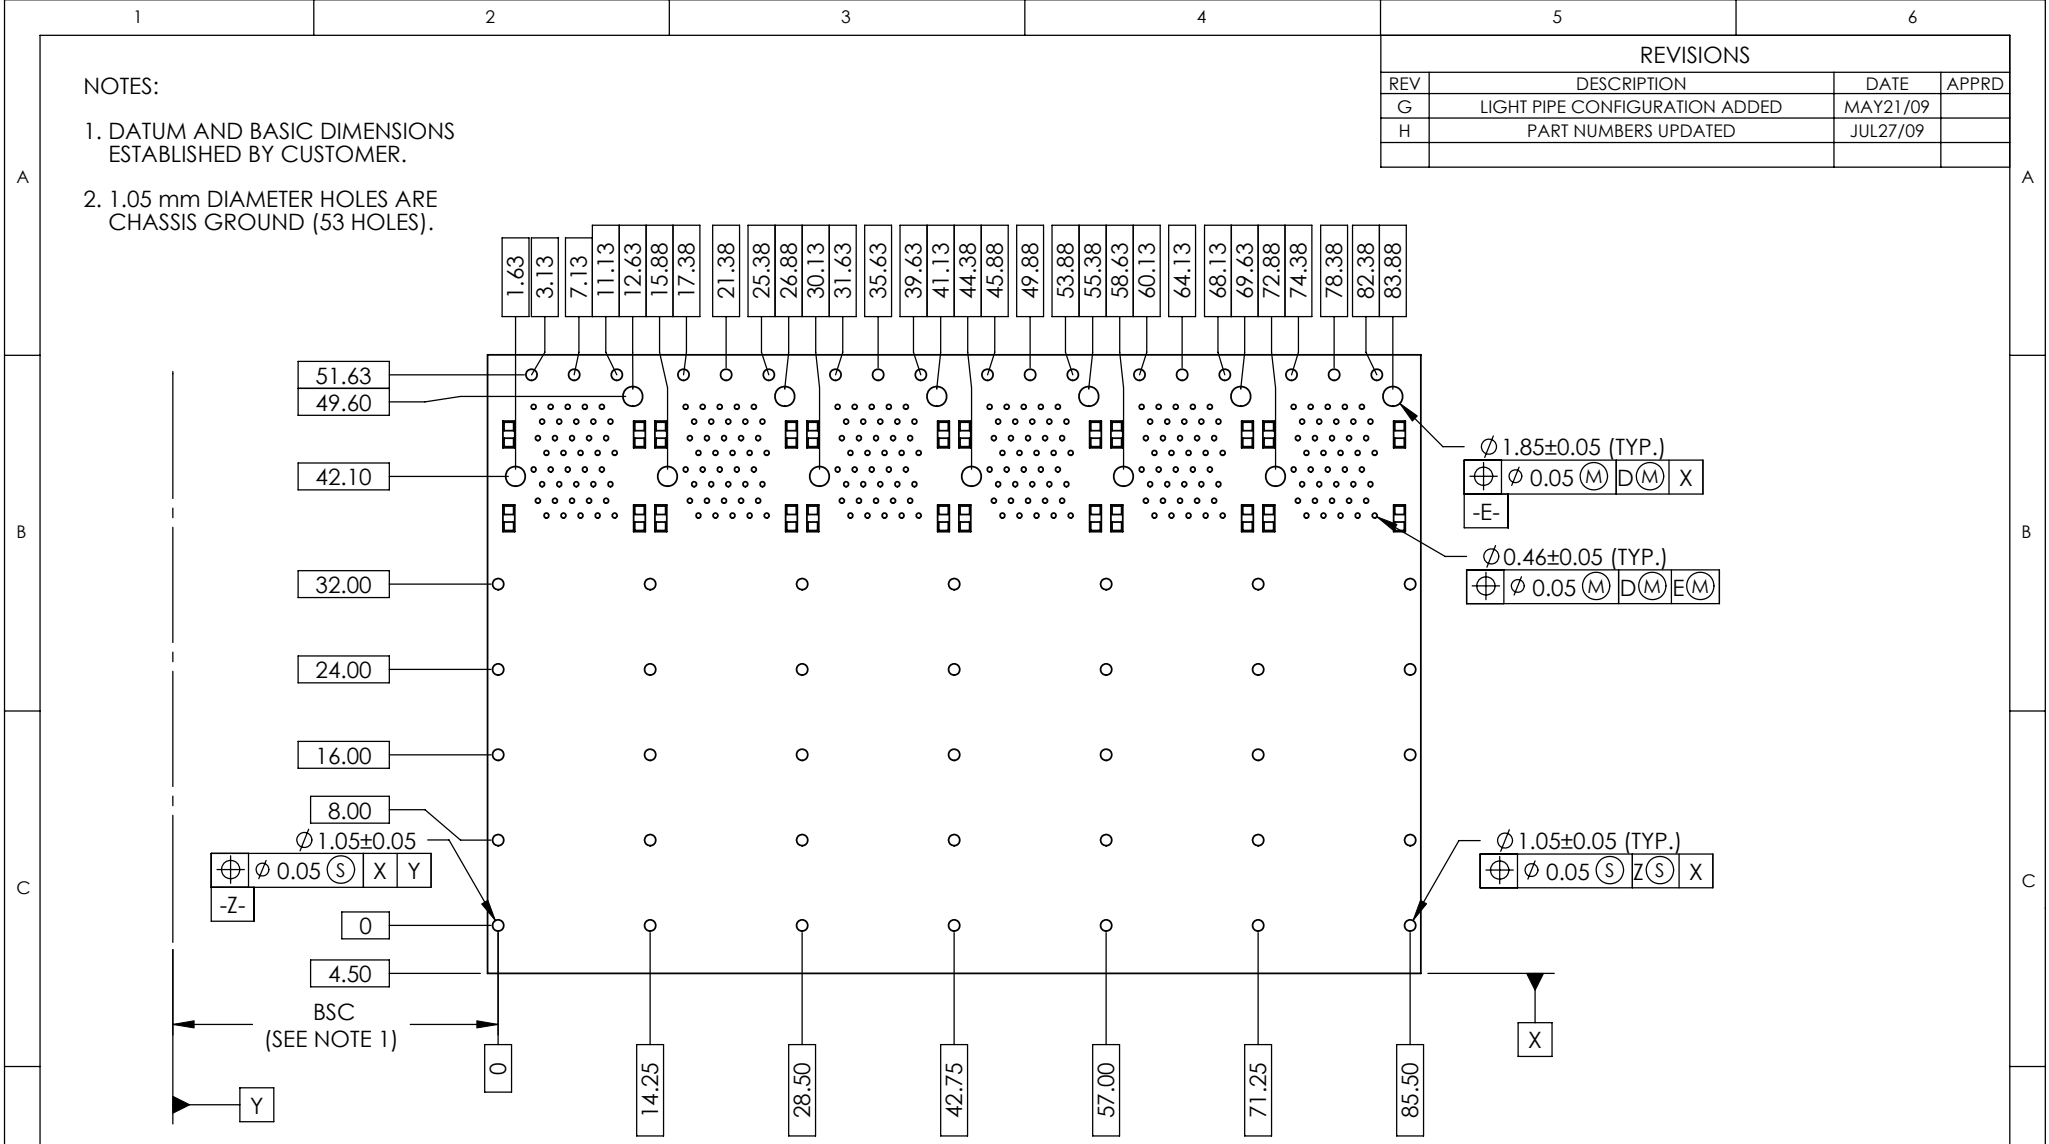 1 2 3 4 5 6
REVISIONS
REV DESCRIPTION DATE APPRD
G LIGHT PIPE CONFIGURATION ADDED MAY21/09
H PART NUMBERS UPDATED JUL27/09
NOTES:
1. DATUM AND BASIC DIMENSIONS
ESTABLISHED BY CUSTOMER.
2. 1.05 mm DIAMETER HOLES ARE
CHASSIS GROUND (53 HOLES).
A A
1.63 3.13 7.13 11.13 12.63 15.88 17.38 21.38 25.38 26.88 30.13 31.63 35.63 39.63 41.13 44.38 45.88 49.88 53.88 55.38 58.63 60.13 64.13 68.13 69.63 72.88 74.38 78.38 82.38 83.88
51.63
49.60
42.10
∅1.85±0.05 (TYP.)
⌖ ∅ 0.05 Ⓜ D Ⓜ X
-E-
B B
∅0.46±0.05 (TYP.)
⌖ ∅ 0.05 Ⓜ D Ⓜ E Ⓜ
32.00
24.00
16.00
8.00
∅1.05±0.05
⌖ ∅ 0.05 Ⓢ X Y
-Z-
∅1.05±0.05 (TYP.)
⌖ ∅ 0.05 Ⓢ Z Ⓢ X
C C
0
4.50
BSC
(SEE NOTE 1)
X
0 14.25 28.50 42.75 57.00 71.25 85.50
Y